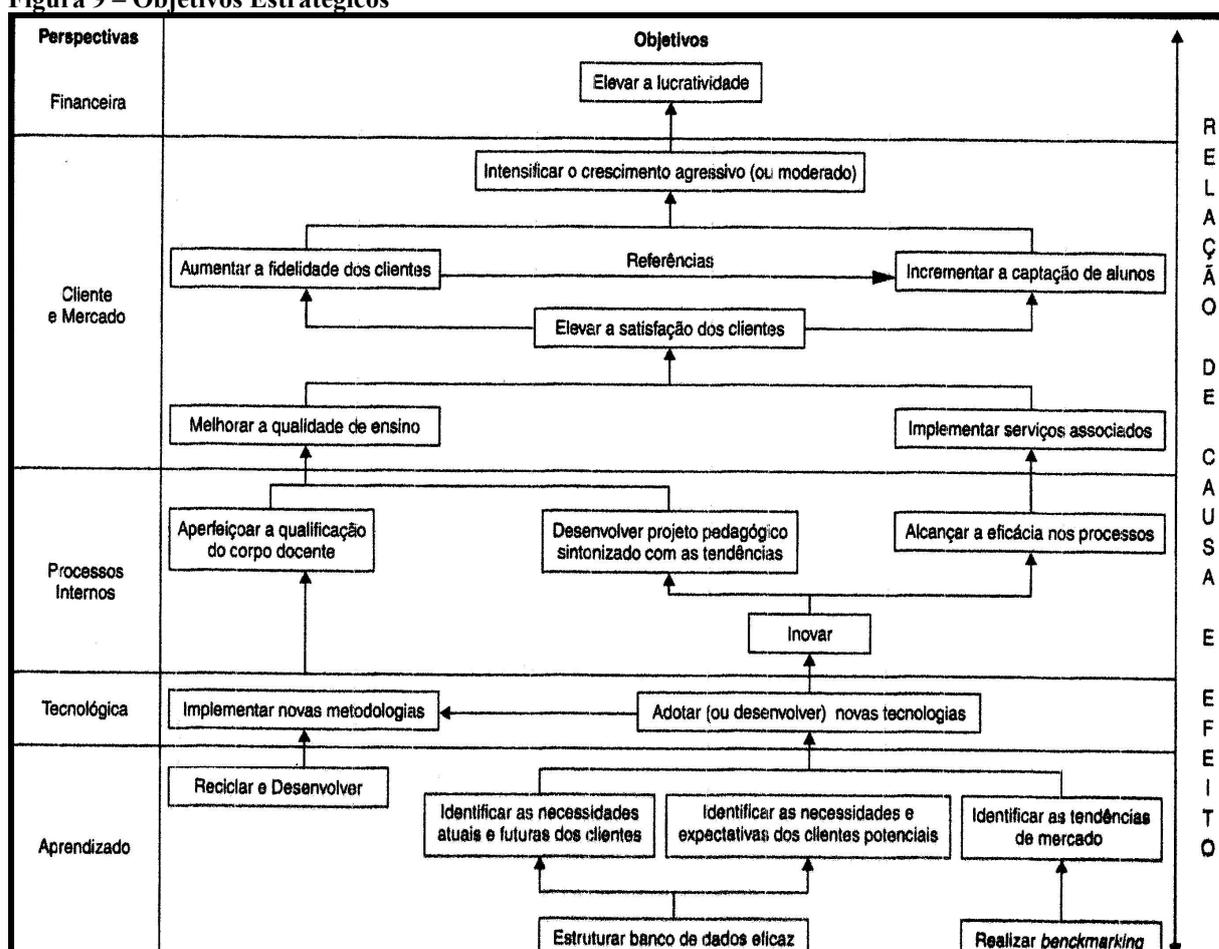 Figura 9 – Objetivos Estratégicos
Perspectivas
Objetivos
Financeira
Elevar a lucratividade
Intensificar o crescimento agressivo (ou moderado)
Cliente
e Mercado
Aumentar a fidelidade dos clientes
Referências
Incrementar a captação de alunos
Elevar a satisfação dos clientes
Melhorar a qualidade de ensino
Implementar serviços associados
Processos
Internos
Aperfeiçoar a qualificação
do corpo docente
Desenvolver projeto pedagógico
sintonizado com as tendências
Alcançar a eficácia nos processos
Inovar
Tecnológica
Implementar novas metodologias
Adotar (ou desenvolver) novas tecnologias
Aprendizado
Reciclar e Desenvolver
Identificar as necessidades
atuais e futuras dos clientes
Identificar as necessidades e
expectativas dos clientes potenciais
Identificar as tendências
de mercado
Estruturar banco de dados eficaz
Realizar benckmarking
RELAÇÃO DE CAUSA E EFEITO